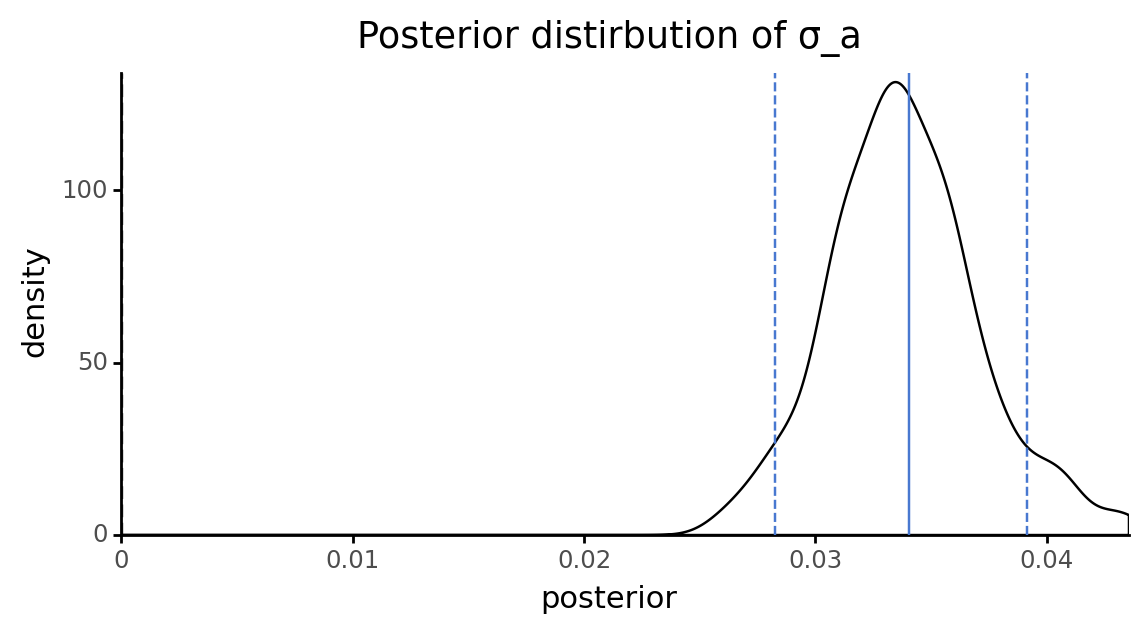 Posterior distirbution of σ_a
density
100
50
0
0 0.01 0.02 0.03 0.04
posterior